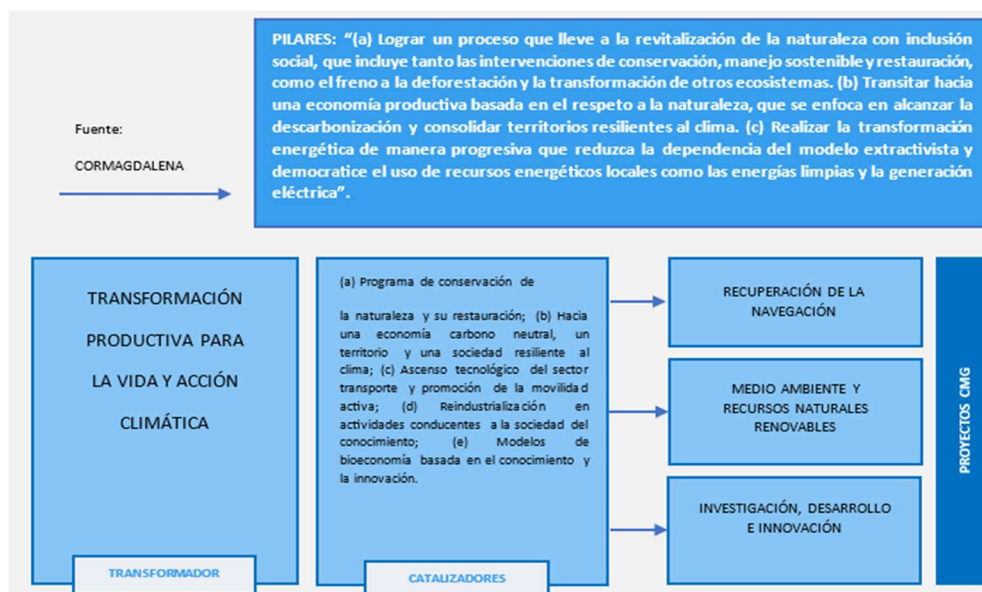 PILARES: “(a) Lograr un proceso que lleve a la revitalización de la naturaleza con inclusión
social, que incluye tanto las intervenciones de conservación, manejo sostenible y restauración,
como el freno a la deforestación y la transformación de otros ecosistemas. (b) Transitar hacia
una economía productiva basada en el respeto a la naturaleza, que se enfoca en alcanzar la
descarbonización y consolidar territorios resilientes al clima. (c) Realizar la transformación
energética de manera progresiva que reduzca la dependencia del modelo extractivista y
democratice el uso de recursos energéticos locales como las energías limpias y la generación
eléctrica”.
Fuente:
CORMAGDALENA
TRANSFORMACIÓN
PRODUCTIVA PARA
LA VIDA Y ACCIÓN
CLIMÁTICA
TRANSFORMADOR
(a) Programa de conservación de
la naturaleza y su restauración; (b) Hacia
una economía carbono neutral, un
territorio y una sociedad resiliente al
clima; (c) Ascenso tecnológico del sector
transporte y promoción de la movilidad
activa; (d) Reindustrialización en
actividades conducentes a la sociedad del
conocimiento; (e) Modelos de
bioeconomía basada en el conocimiento y
la innovación.
CATALIZADORES
RECUPERACIÓN DE LA
NAVEGACIÓN
MEDIO AMBIENTE Y
RECURSOS NATURALES
RENOVABLES
INVESTIGACIÓN, DESARROLLO
E INNOVACIÓN
PROYECTOS CMG